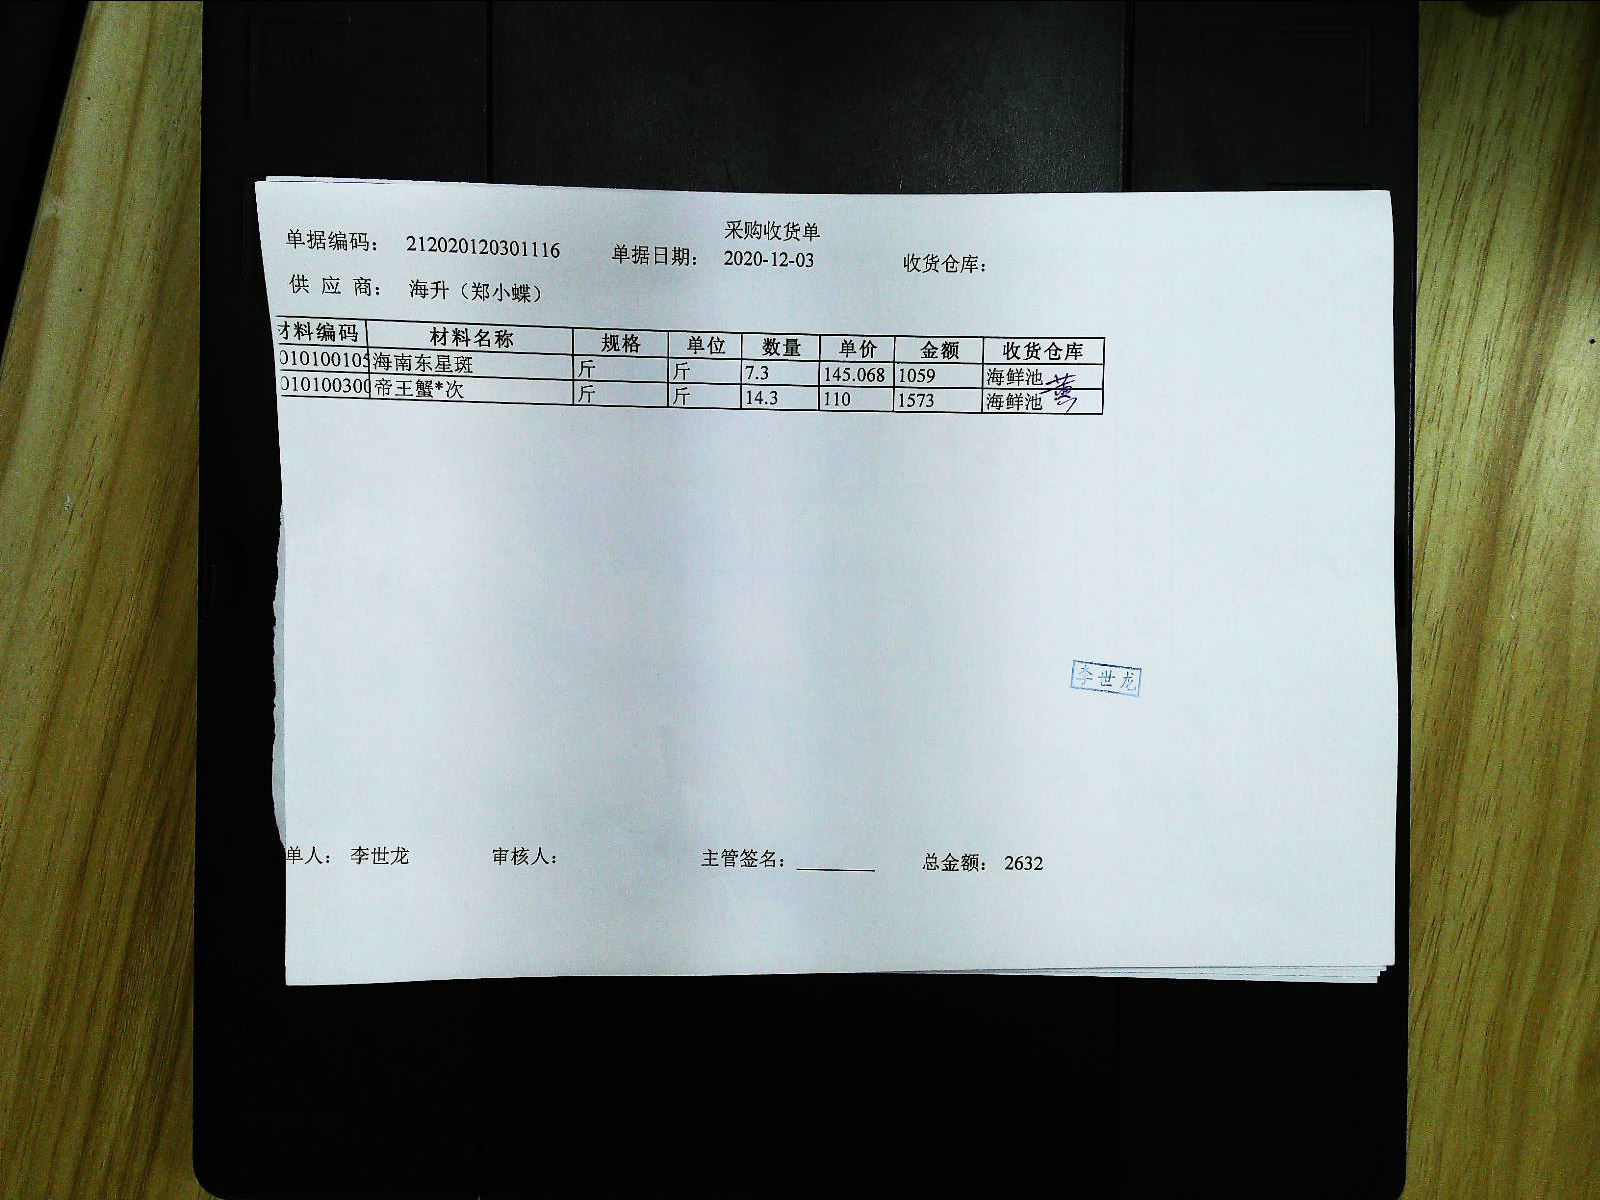 采购收货单
单据编码： 212020120301116 单据日期： 2020-12-03 收货仓库：
供 应 商： 海升（郑小蝶）
材料编码 材料名称 规格 单位 数量 单价 金额 收货仓库
010100105 海南东星斑 斤 斤 7.3 145.068 1059 海鲜池
010100300 帝王蟹*次 斤 斤 14.3 110 1573 海鲜池
李世龙
单人： 李世龙 审核人： 主管签名： 总金额： 2632